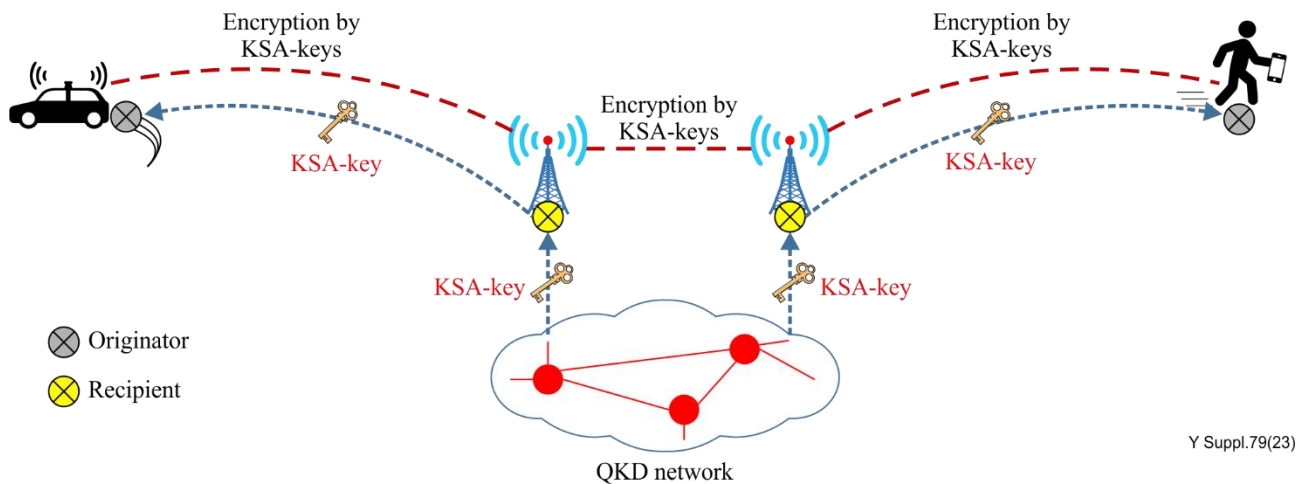 Encryption by
KSA-keys
Encryption by
KSA-keys
Encryption by
KSA-keys
KSA-key
KSA-key
KSA-key
KSA-key
Originator
Recipient
QKD network
Y Suppl.79(23)